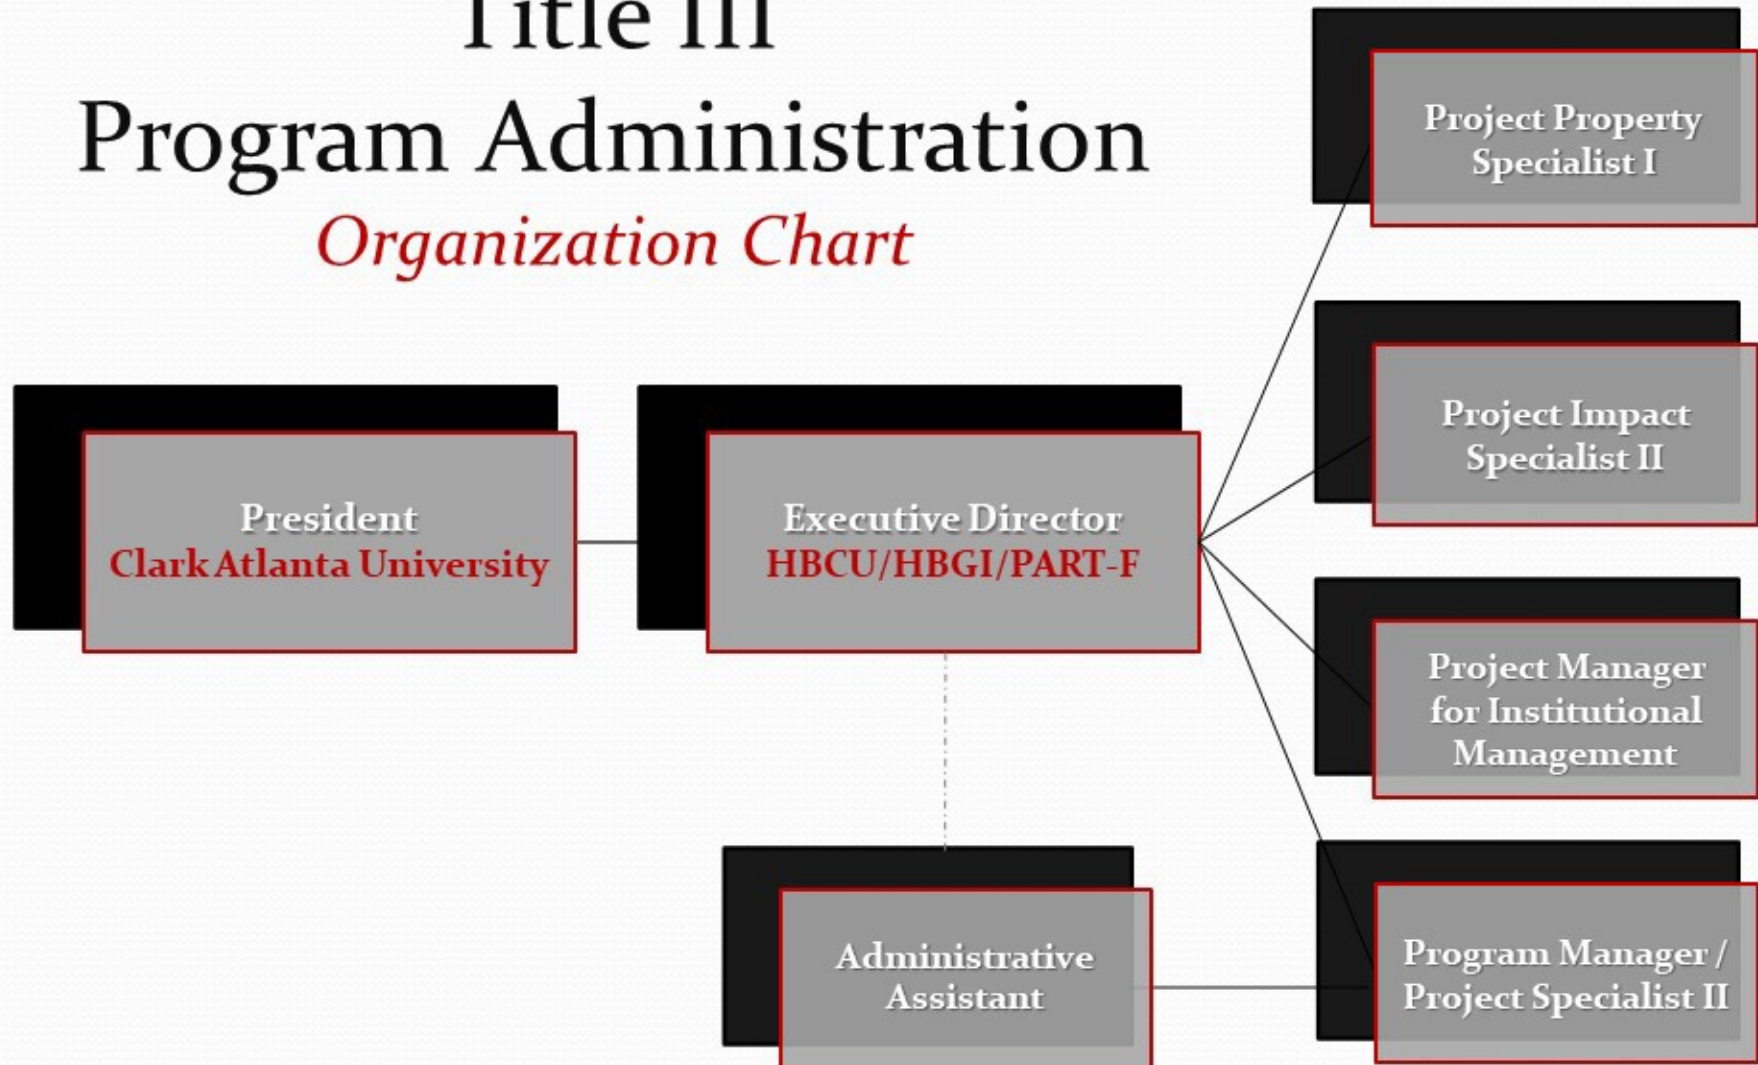 Title III
Program Administration
Organization Chart
Project Property
Specialist I
Project Impact
Specialist II
President
Clark Atlanta University
Executive Director
HBCU/HBGI/PART-F
Project Manager
for Institutional
Management
Administrative
Assistant
Program Manager /
Project Specialist II